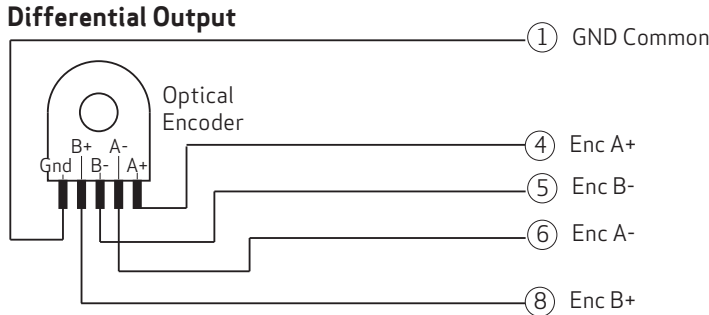 Differential Output
1 GND Common
Optical
Encoder
B+ A-
Gnd B- A+
4 Enc A+
5 Enc B-
6 Enc A-
8 Enc B+